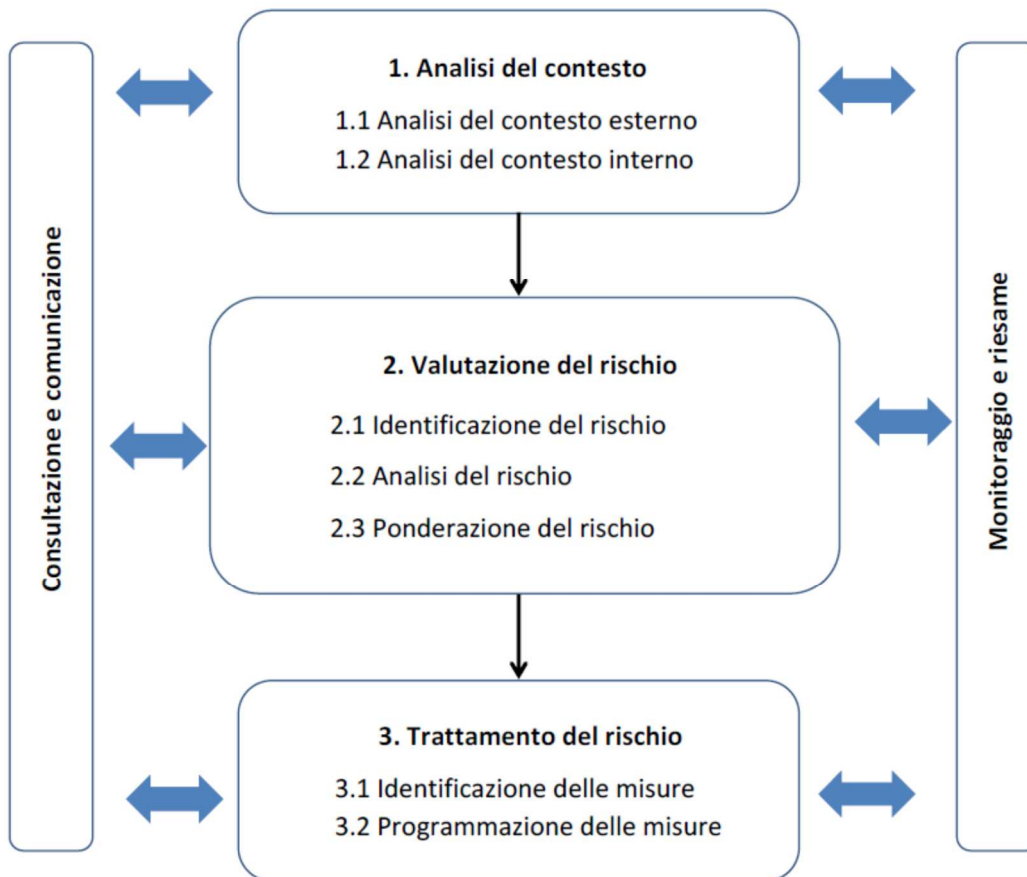 Consultazione e comunicazione
1. Analisi del contesto
1.1 Analisi del contesto esterno
1.2 Analisi del contesto interno
2. Valutazione del rischio
2.1 Identificazione del rischio
2.2 Analisi del rischio
2.3 Ponderazione del rischio
3. Trattamento del rischio
3.1 Identificazione delle misure
3.2 Programmazione delle misure
Monitoraggio e riesame